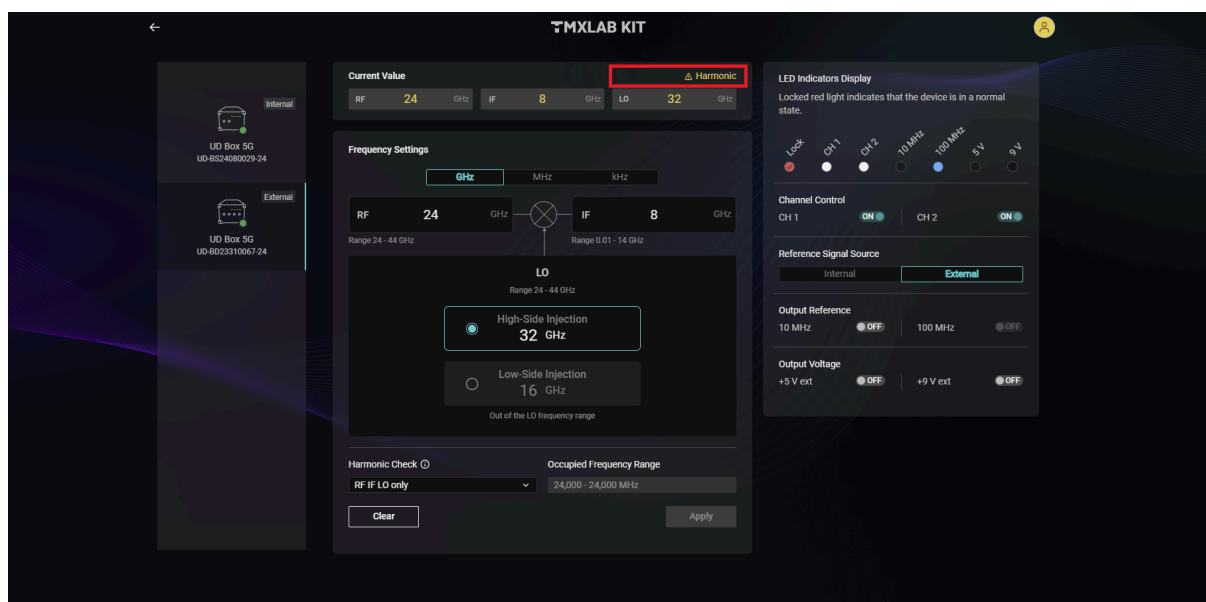 TMXLAB KIT
Internal
UD Box 5G
UD-BS24080029-24
External
UD Box 5G
UD-BD23310067-24
Current Value
Harmonic
RF 24 GHz IF 8 GHz LO 32 GHz
Frequency Settings
GHz MHz kHz
RF 24 GHz IF 8 GHz
Range 24 - 44 GHz Range 0.01 - 14 GHz
LO
Range 24 - 44 GHz
High-Side Injection
32 GHz
Low-Side Injection
16 GHz
Out of the LO frequency range
Harmonic Check Occupied Frequency Range
RF IF LO only 24,000 - 24,000 MHz
Clear Apply
LED Indicators Display
Locked red light indicates that the device is in a normal
state.
Lock CH 1 CH 2 10 MHz 100 MHz 5 V 9 V
Channel Control
CH 1 ON CH 2 ON
Reference Signal Source
Internal External
Output Reference
10 MHz OFF 100 MHz OFF
Output Voltage
+5 V ext OFF +9 V ext OFF